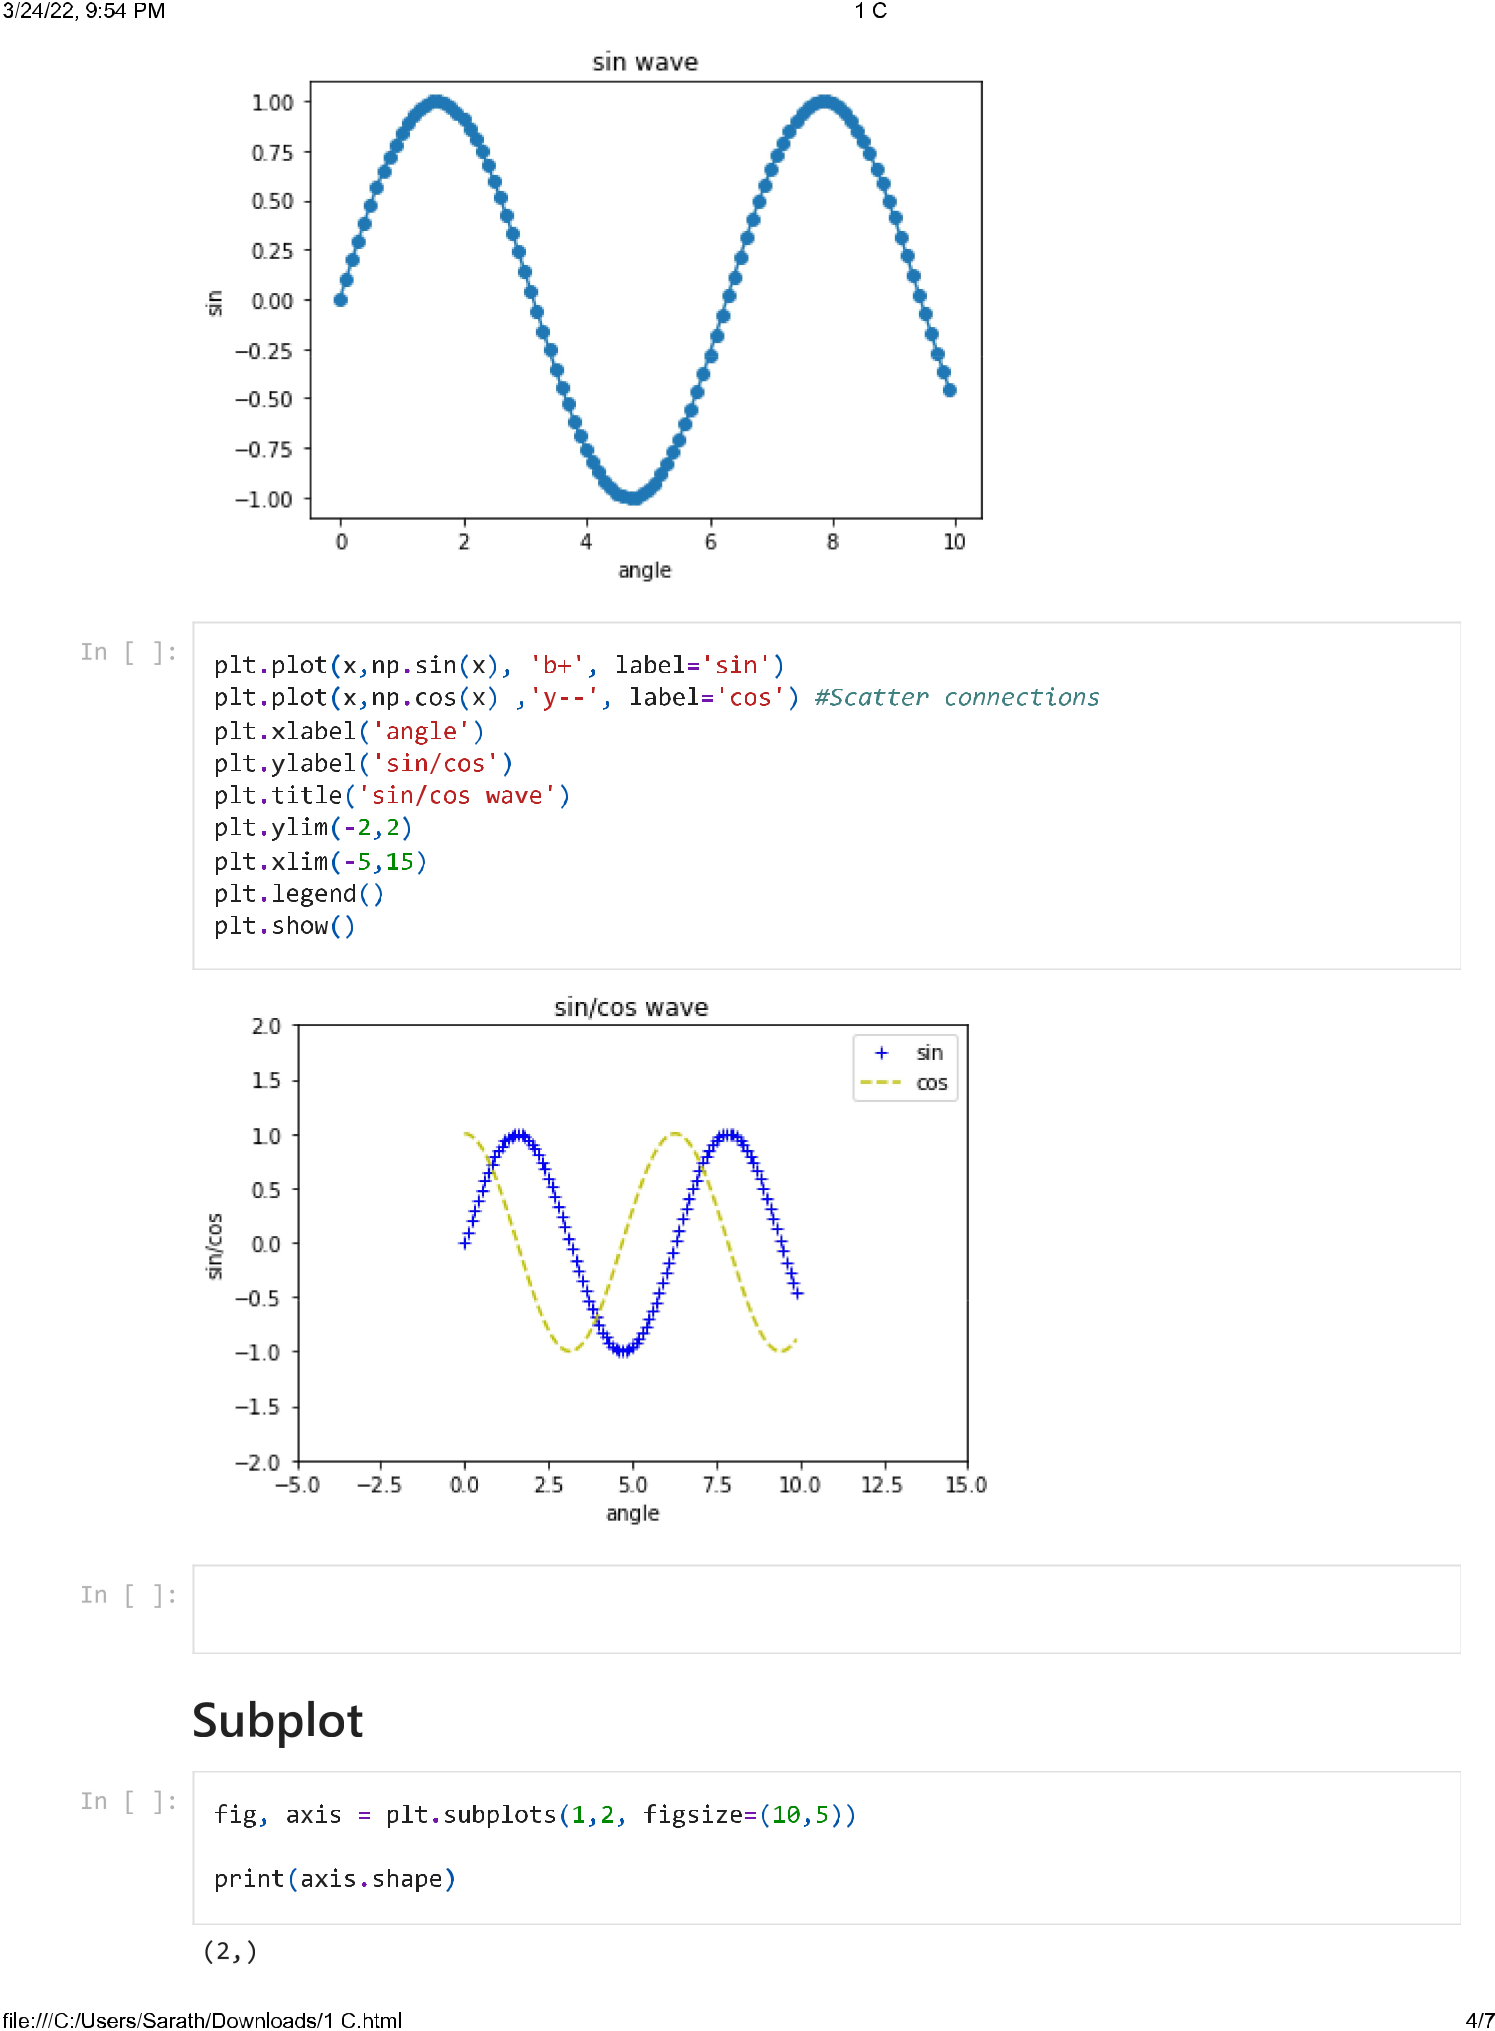 3/24/22, 9:54 PM 1 C
sin wave
1.00
0.75
0.50
0.25
0.00
−0.25
−0.50
−0.75
−1.00
sin
0 2 4 6 8 10
angle
In [ ]:
plt.plot(x,np.sin(x), 'b+', label='sin')
plt.plot(x,np.cos(x) ,'y--', label='cos') #Scatter connections
plt.xlabel('angle')
plt.ylabel('sin/cos')
plt.title('sin/cos wave')
plt.ylim(-2,2)
plt.xlim(-5,15)
plt.legend()
plt.show()
sin/cos wave
2.0
1.5
1.0
0.5
0.0
−0.5
−1.0
−1.5
−2.0
sin/cos
sin
cos
−5.0 −2.5 0.0 2.5 5.0 7.5 10.0 12.5 15.0
angle
In [ ]:
Subplot
In [ ]:
fig, axis = plt.subplots(1,2, figsize=(10,5))
print(axis.shape)
(2,)
file:///C:/Users/Sarath/Downloads/1 C.html 4/7